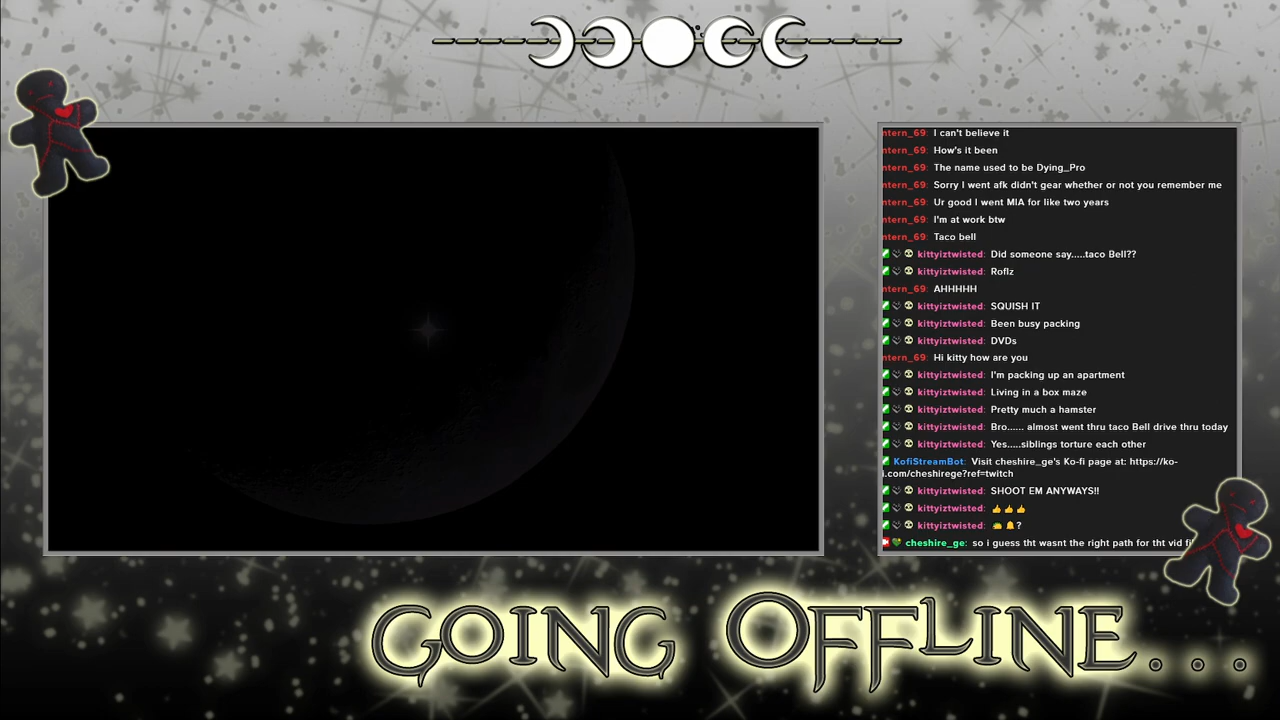 ntern_69: I can't believe it
ntern_69: How's it been
ntern_69: The name used to be Dying_Pro
ntern_69: Sorry I went afk didn't gear whether or not you remember me
ntern_69: Ur good I went MIA for like two years
ntern_69: I'm at work btw
ntern_69: Taco bell
kittyiztwisted: Did someone say.....taco Bell??
kittyiztwisted: Roflz
ntern_69: AHHHHH
kittyiztwisted: SQUISH IT
kittyiztwisted: Been busy packing
kittyiztwisted: DVDs
ntern_69: Hi kitty how are you
kittyiztwisted: I'm packing up an apartment
kittyiztwisted: Living in a box maze
kittyiztwisted: Pretty much a hamster
kittyiztwisted: Bro...... almost went thru taco Bell drive thru today
kittyiztwisted: Yes.....siblings torture each other
KofiStreamBot: Visit cheshire_ge's Ko-fi page at: https://ko-
i.com/cheshirege?ref=twitch
kittyiztwisted: SHOOT EM ANYWAYS!!
kittyiztwisted: 👍👍👍
kittyiztwisted: 🌮🔔?
cheshire_ge: so i guess tht wasnt the right path for tht vid
GOING OFFLINE...